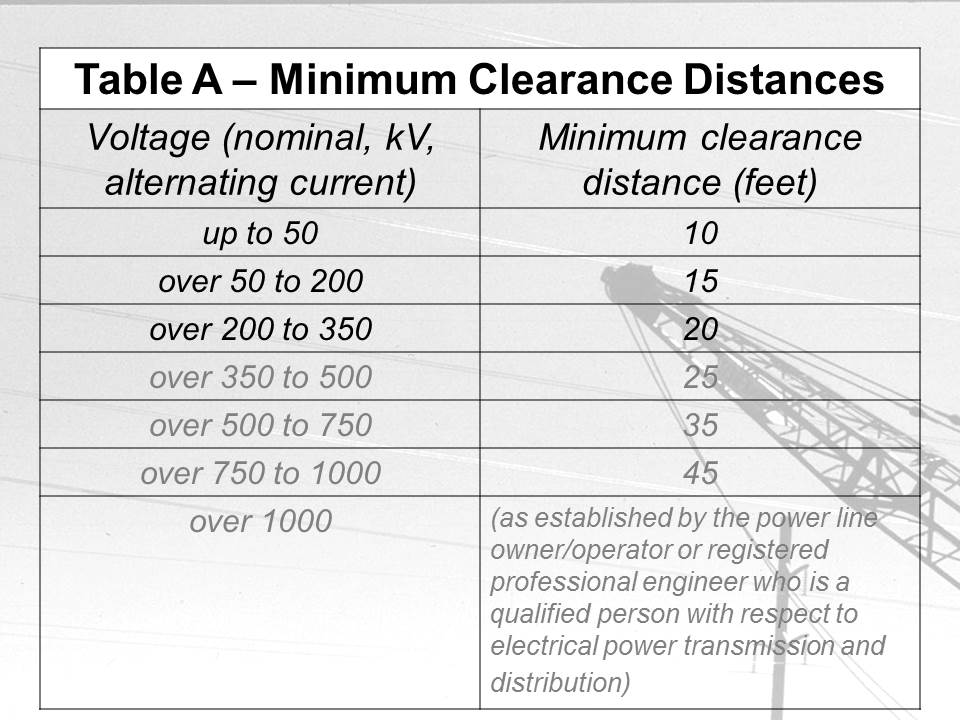 Table A – Minimum Clearance Distances
Voltage (nominal, kV, alternating current)
Minimum clearance distance (feet)
up to 50
10
over 50 to 200
15
over 200 to 350
20
over 350 to 500
25
over 500 to 750
35
over 750 to 1000
45
over 1000
(as established by the power line
owner/operator or registered
professional engineer who is a
qualified person with respect to
electrical power transmission and
distribution)